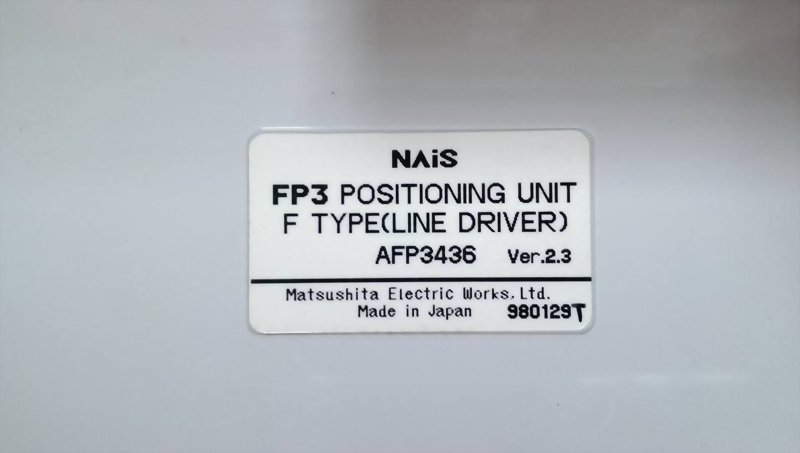 NAiS
FP3 POSITIONING UNIT
F TYPE(LINE DRIVER)
AFP3436 Ver.2.3
Matsushita Electric Works,Ltd.
Made in Japan 980129T